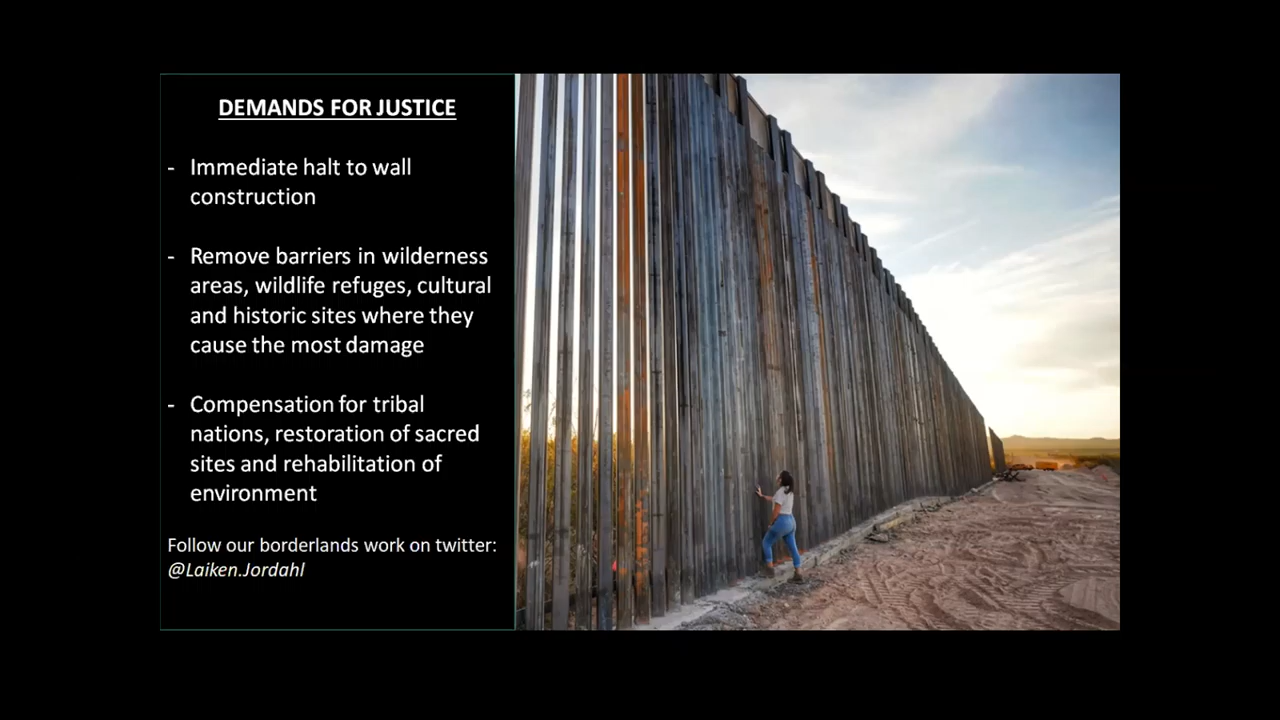 DEMANDS FOR JUSTICE
- Immediate halt to wall
construction
- Remove barriers in wilderness
areas, wildlife refuges, cultural
and historic sites where they
cause the most damage
- Compensation for tribal
nations, restoration of sacred
sites and rehabilitation of
environment
Follow our borderlands work on twitter:
@Laiken.Jordahl